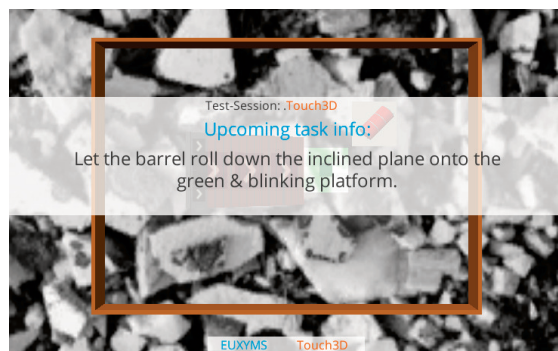 Test-Session: .Touch3D
Upcoming task info:
Let the barrel roll down the inclined plane onto the
green & blinking platform.
EUXYMS Touch3D